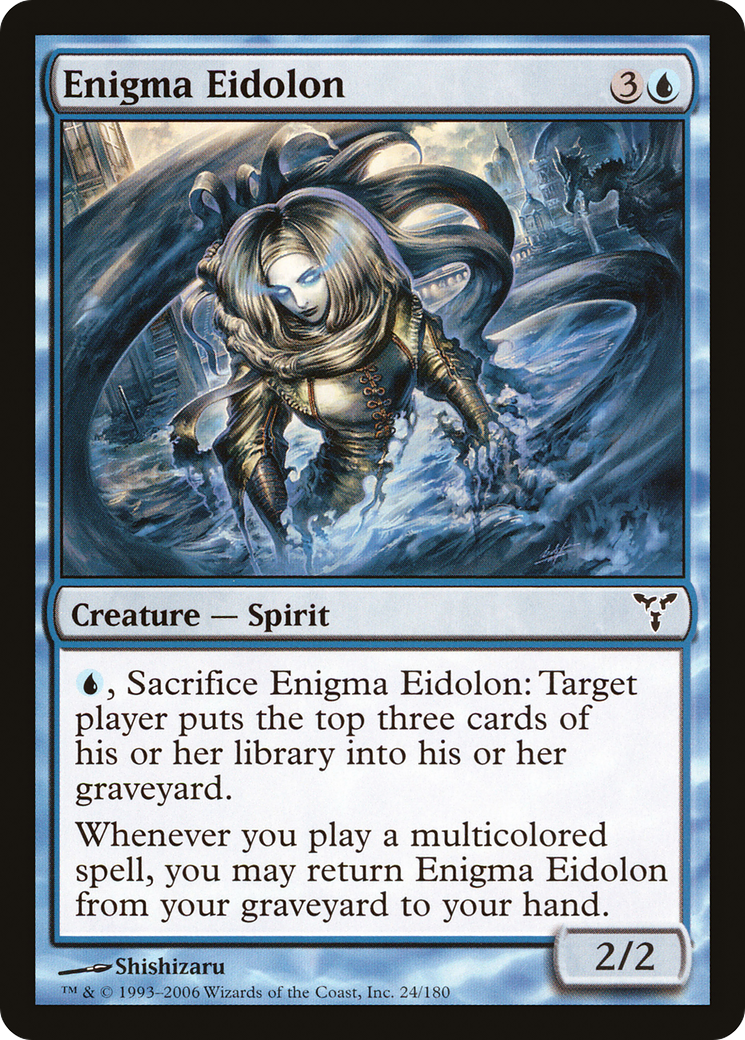 Enigma Eidolon 3
Creature — Spirit
, Sacrifice Enigma Eidolon: Target
player puts the top three cards of
his or her library into his or her
graveyard.
Whenever you play a multicolored
spell, you may return Enigma Eidolon
from your graveyard to your hand.
2/2
Shishizaru
™ & © 1993–2006 Wizards of the Coast, Inc. 24/180